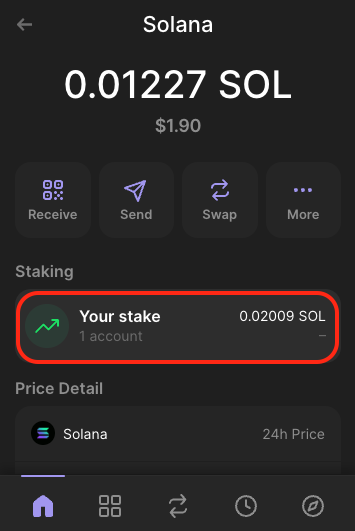 Solana
0.01227 SOL
$1.90
Receive Send Swap More
Staking
Your stake 0.02009 SOL
1 account –
Price Detail
Solana 24h Price